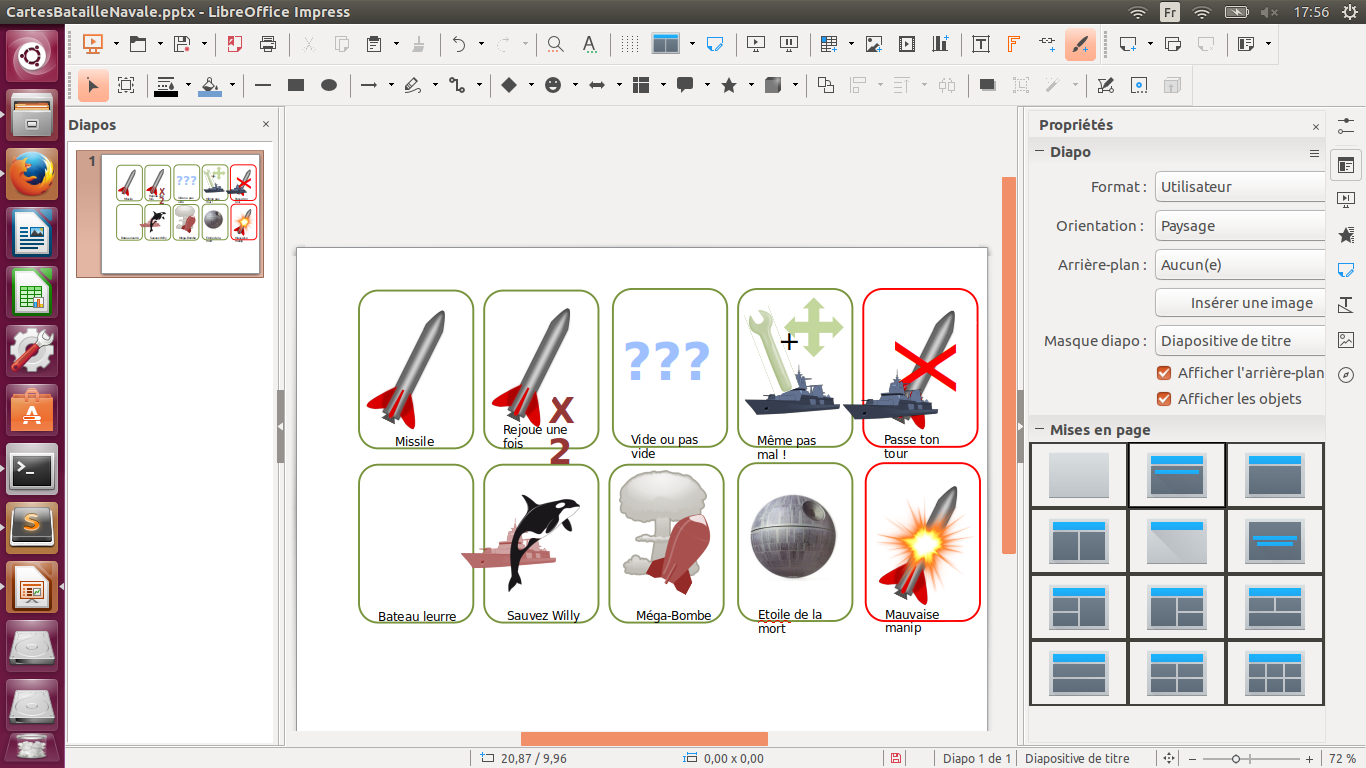 CartesBatailleNavale.pptx - LibreOffice Impress
Fr
17:56
Diapos
1
Missile
Rejoue une
fois
X
2
???
Vide ou pas
vide
+
Même pas
mal !
Passe ton
tour
Bateau leurre
Sauvez Willy
Méga-Bombe
Etoile de la
mort
Mauvaise
manip
Propriétés
Diapo
Format :
Utilisateur
Orientation :
Paysage
Arrière-plan :
Aucun(e)
Insérer une image
Masque diapo :
Diapositive de titre
Afficher l'arrière-plan
Afficher les objets
Mises en page
20,87 / 9,96
0,00 x 0,00
Diapo 1 de 1
Diapositive de titre
72 %